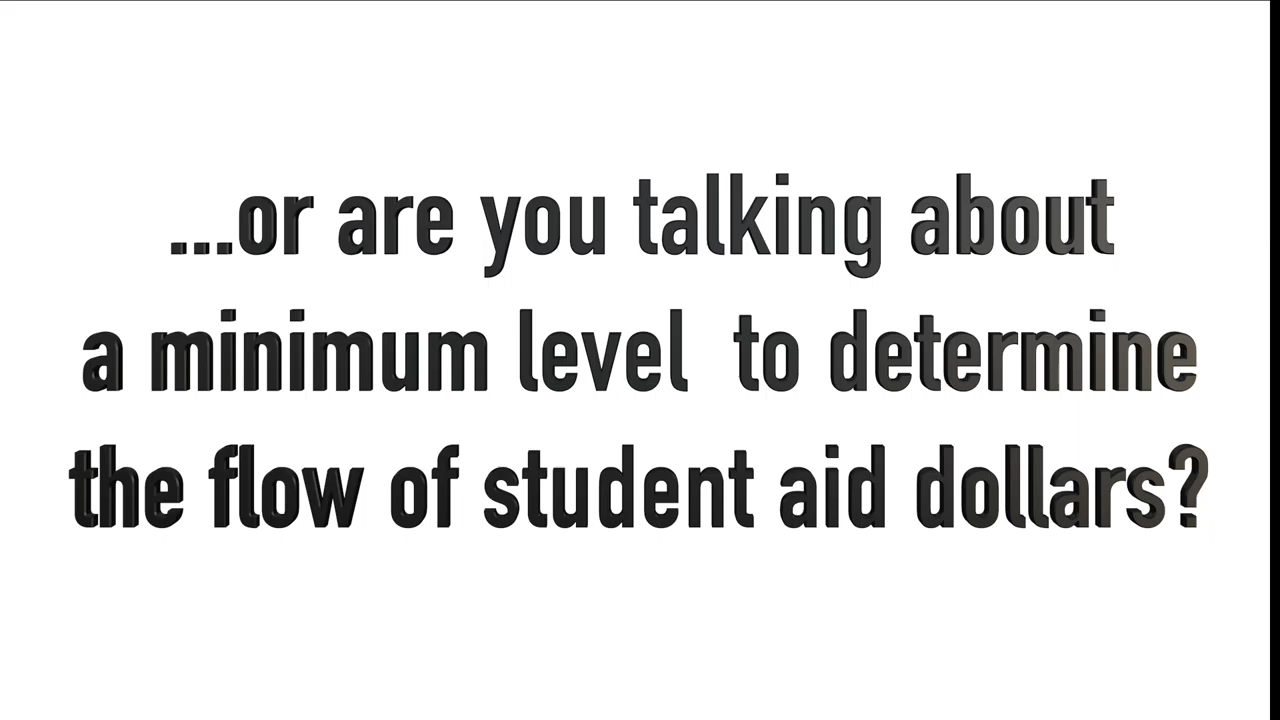 ...or are you talking about
a minimum level to determine
the flow of student aid dollars?